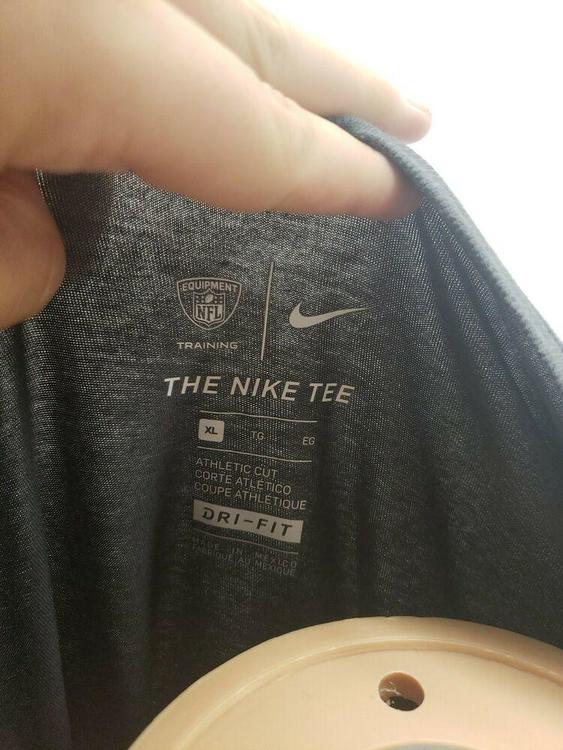 EQUIPMENT
NFL
TRAINING
THE NIKE TEE
XL TG EG
ATHLETIC CUT
CORTE ATLÉTICO
COUPE ATHLÉTIQUE
DRI-FIT
MADE IN MEXICO
FABRIQUÉ AU MEXIQUE